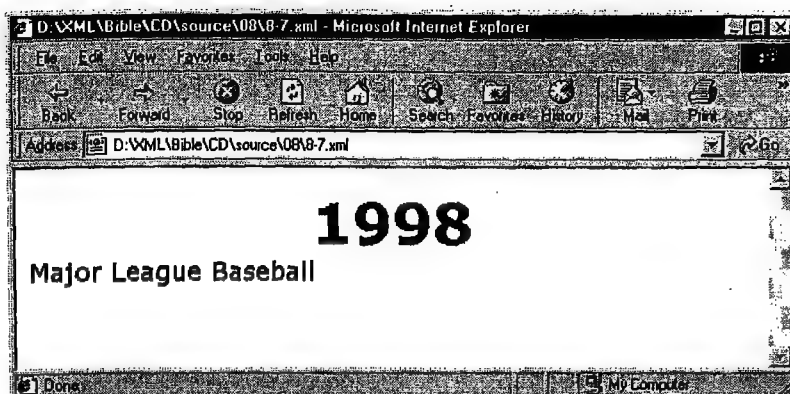 D:\XML\Bible\CD\source\08\8-7.xml - Microsoft Internet Explorer
File Edit View Favorites Tools Help
Back Forward Stop Refresh Home Search Favorites History Mail Print
Address D:\XML\Bible\CD\source\08\8-7.xml Go
1998
Major League Baseball
Done My Computer